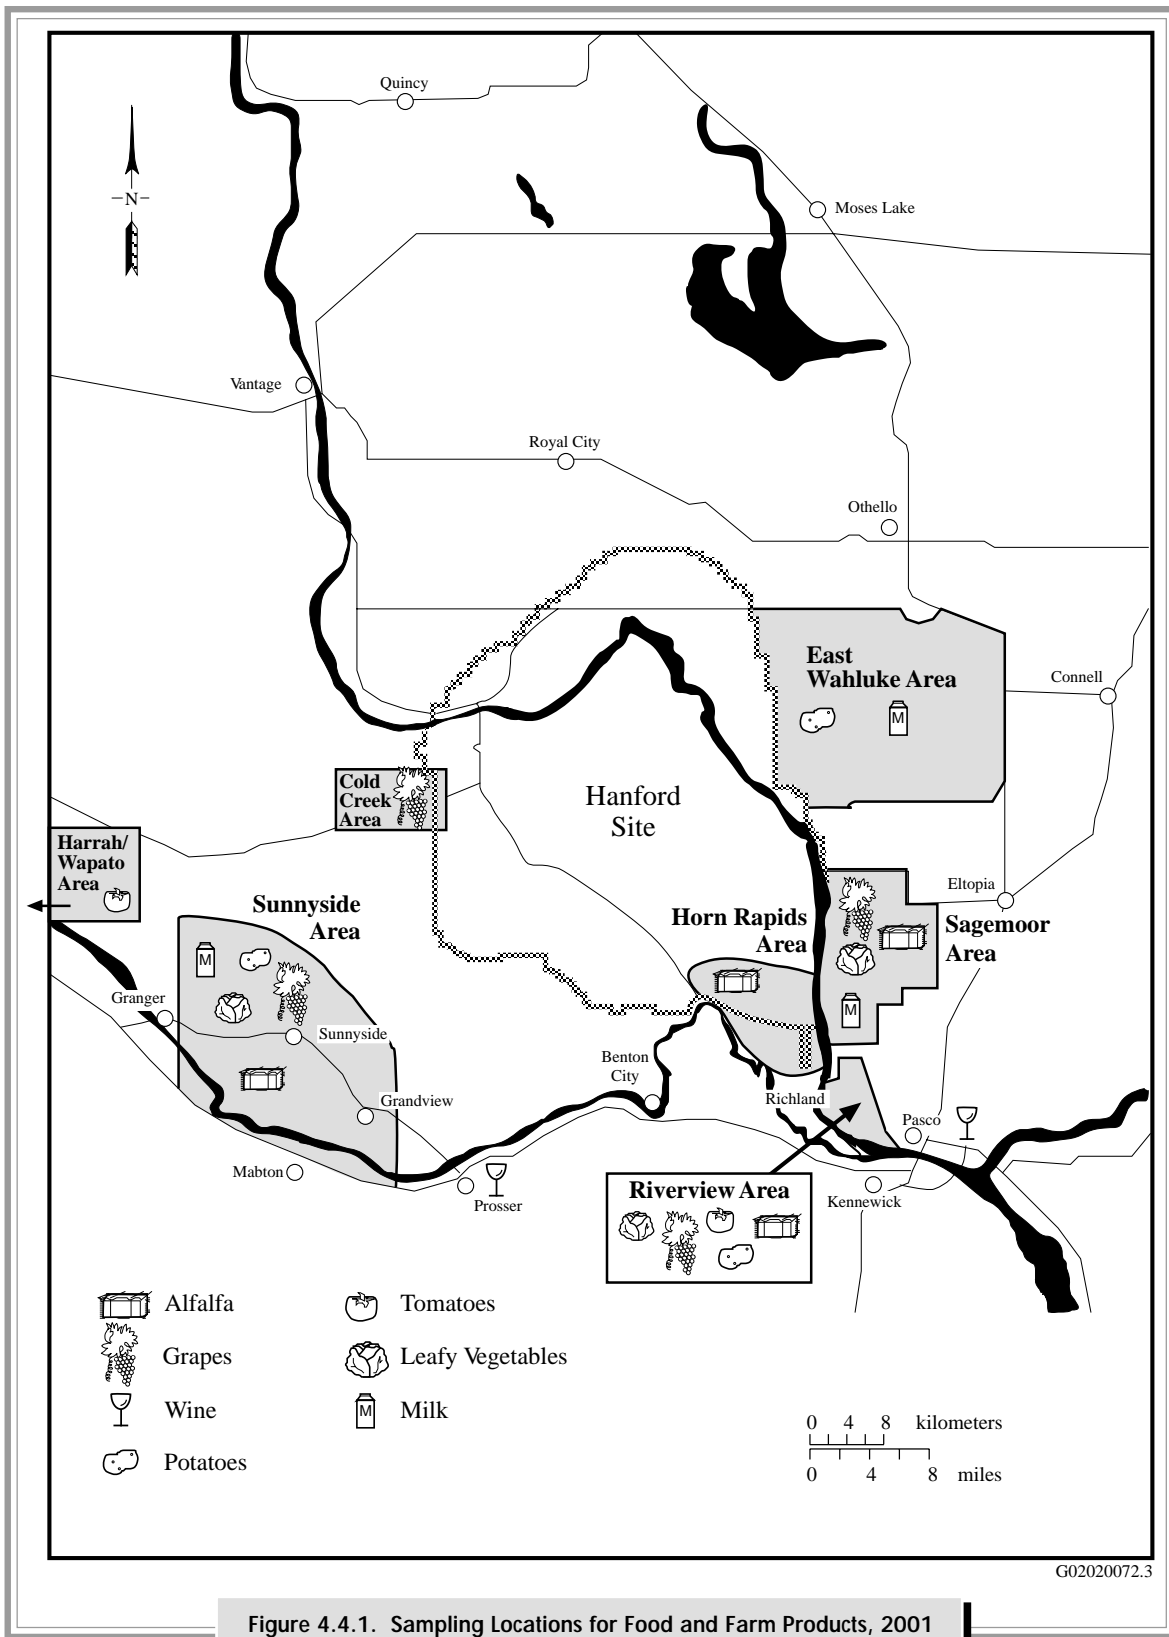 Quincy
N
Moses Lake
Vantage
Royal City
Othello
East
Wahluke Area
M
Connell
Cold
Creek
Area
Hanford
Site
Harrah/
Wapato
Area
Sunnyside
Area
Horn Rapids
Area
Eltopia
Sagemoor
Area
M
M
Granger
Sunnyside
Benton
City
Grandview
Richland
Pasco
Mabton
Prosser
Kennewick
Riverview Area
Alfalfa
Tomatoes
Grapes
Leafy Vegetables
Wine
M
Milk
Potatoes
0 4 8 kilometers
0 4 8 miles
G02020072.3
Figure 4.4.1. Sampling Locations for Food and Farm Products, 2001